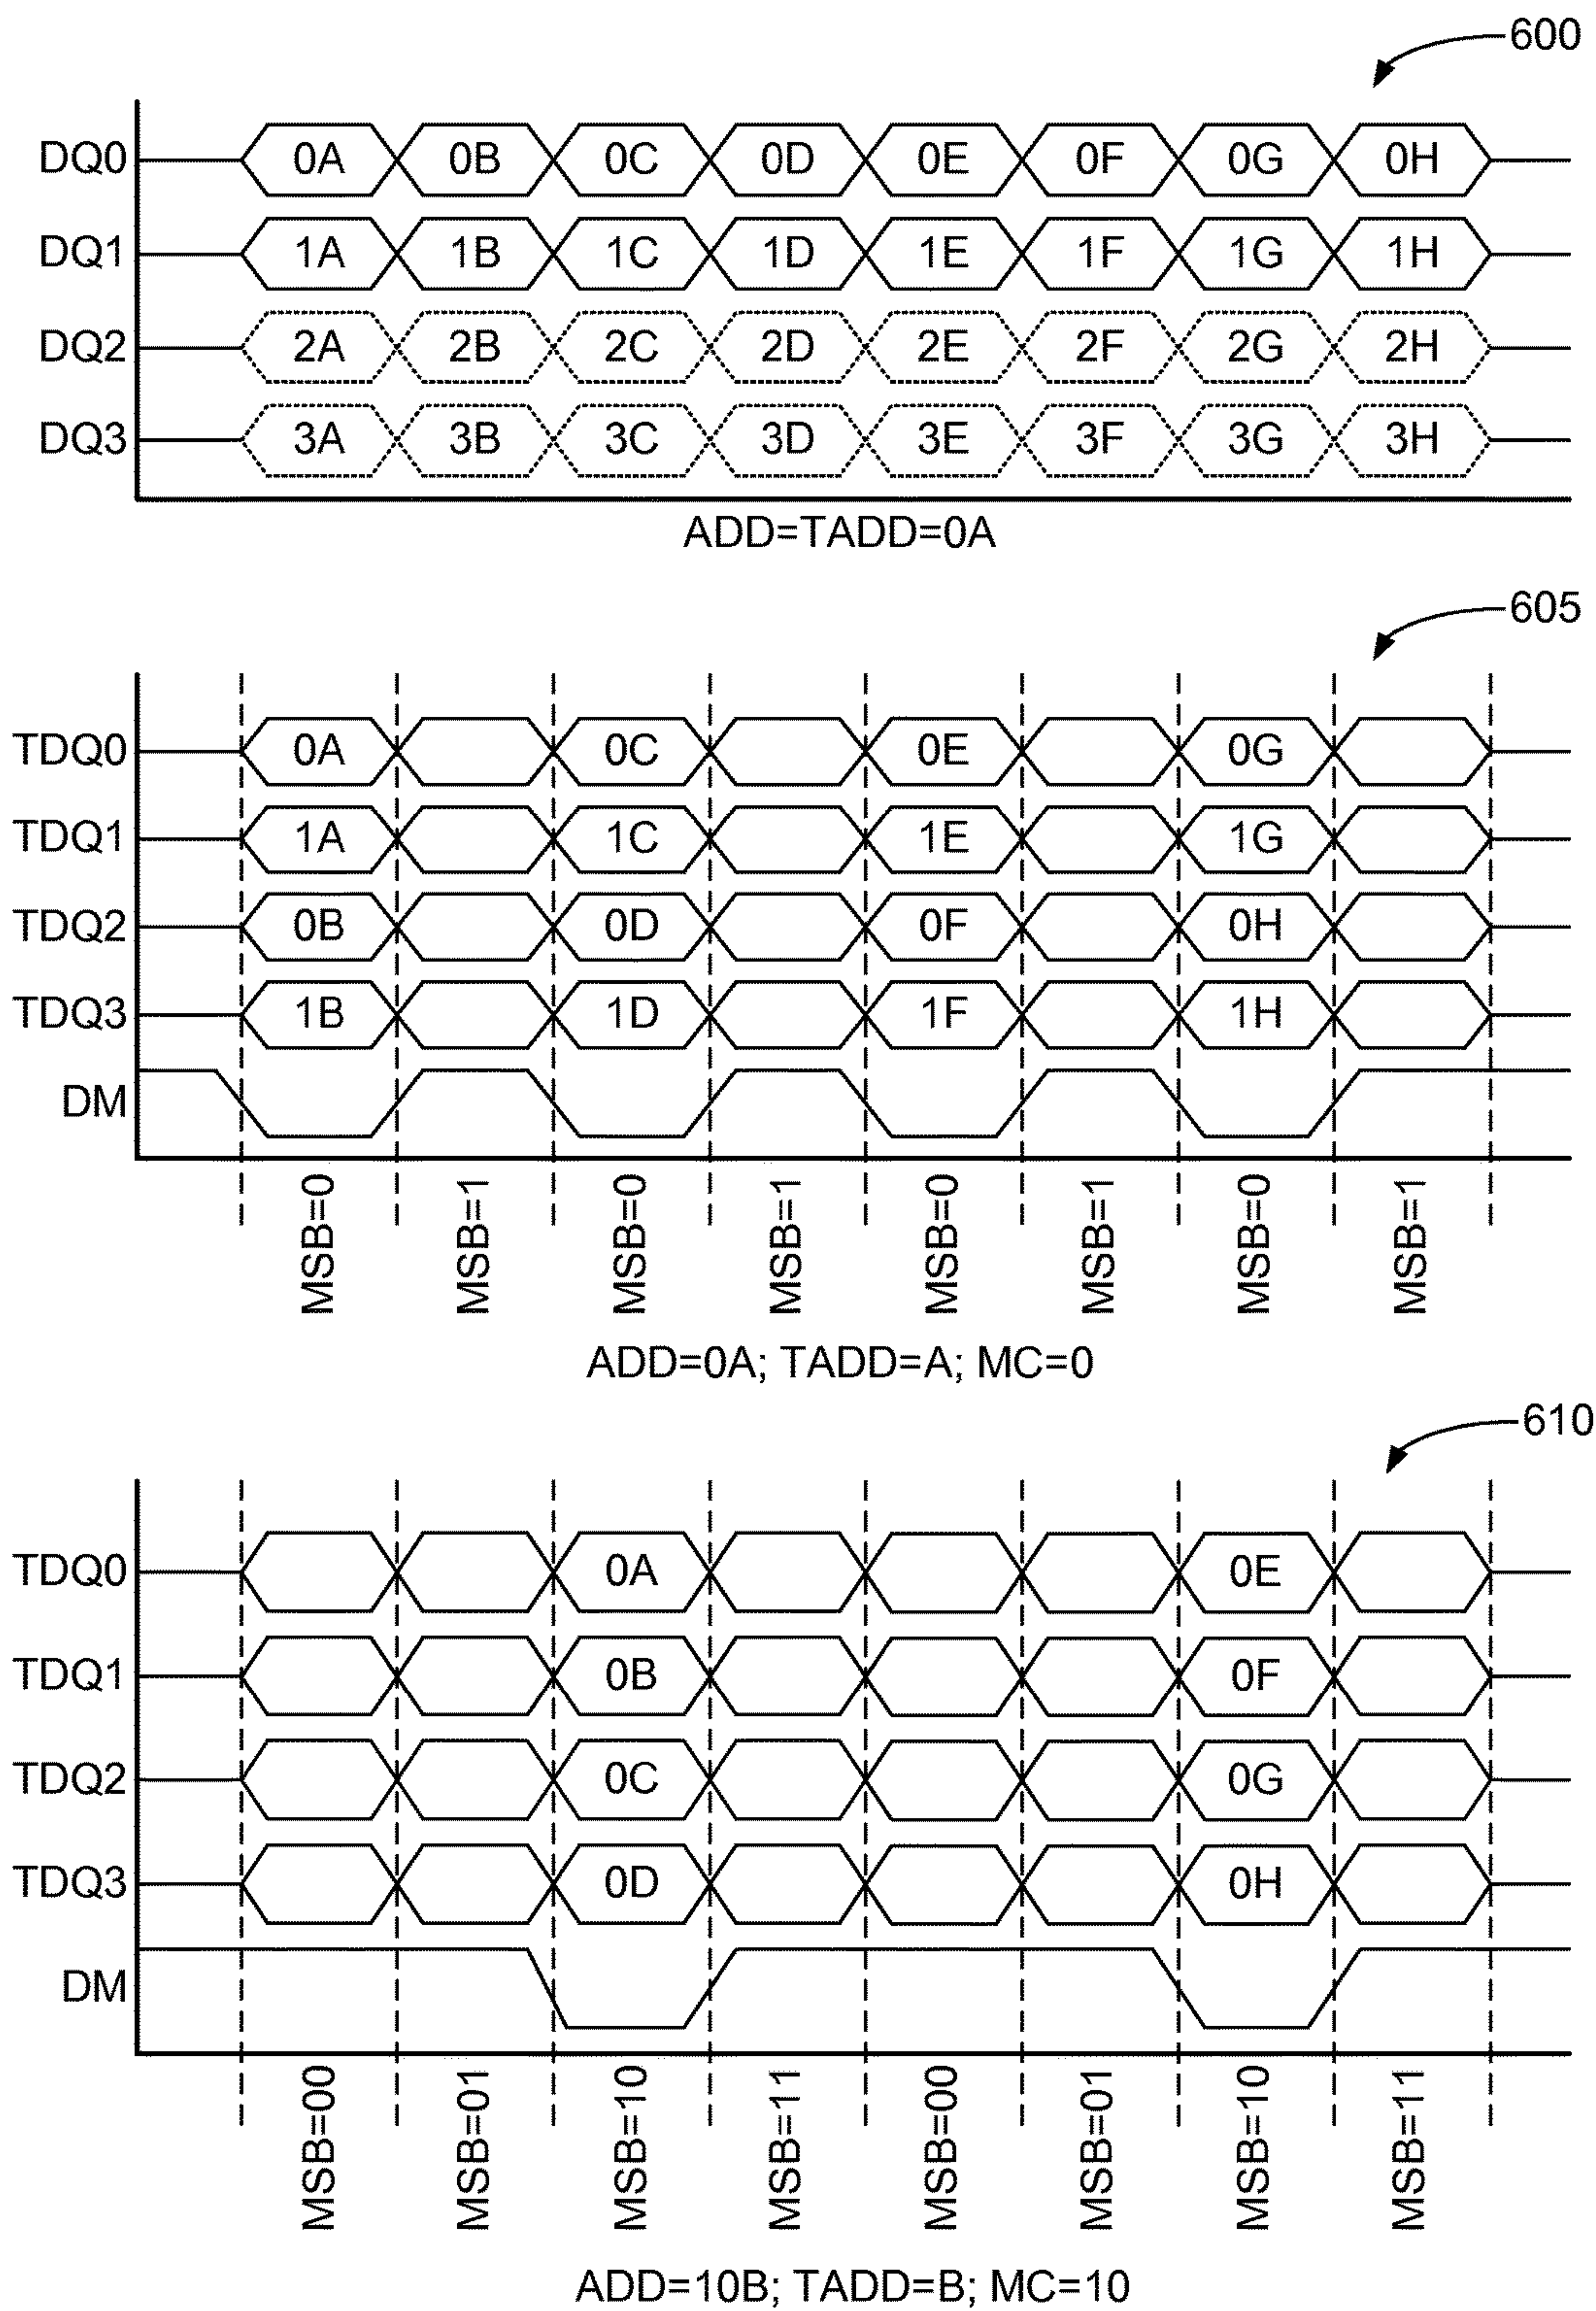 600
DQ0 0A 0B 0C 0D 0E 0F 0G 0H
DQ1 1A 1B 1C 1D 1E 1F 1G 1H
DQ2 2A 2B 2C 2D 2E 2F 2G 2H
DQ3 3A 3B 3C 3D 3E 3F 3G 3H
ADD=TADD=0A
605
TDQ0 0A 0C 0E 0G
TDQ1 1A 1C 1E 1G
TDQ2 0B 0D 0F 0H
TDQ3 1B 1D 1F 1H
DM
MSB=0 MSB=1 MSB=0 MSB=1 MSB=0 MSB=1 MSB=0 MSB=1
ADD=0A; TADD=A; MC=0
610
TDQ0 0A 0E
TDQ1 0B 0F
TDQ2 0C 0G
TDQ3 0D 0H
DM
MSB=00 MSB=01 MSB=10 MSB=11 MSB=00 MSB=01 MSB=10 MSB=11
ADD=10B; TADD=B; MC=10